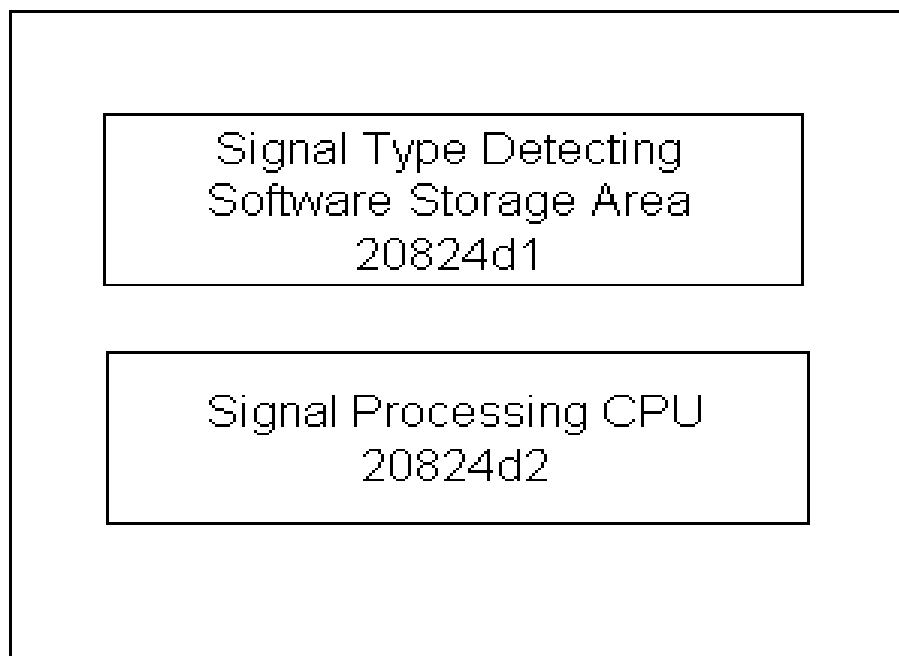 Signal Type Detecting
Software Storage Area
20824d1
Signal Processing CPU
20824d2